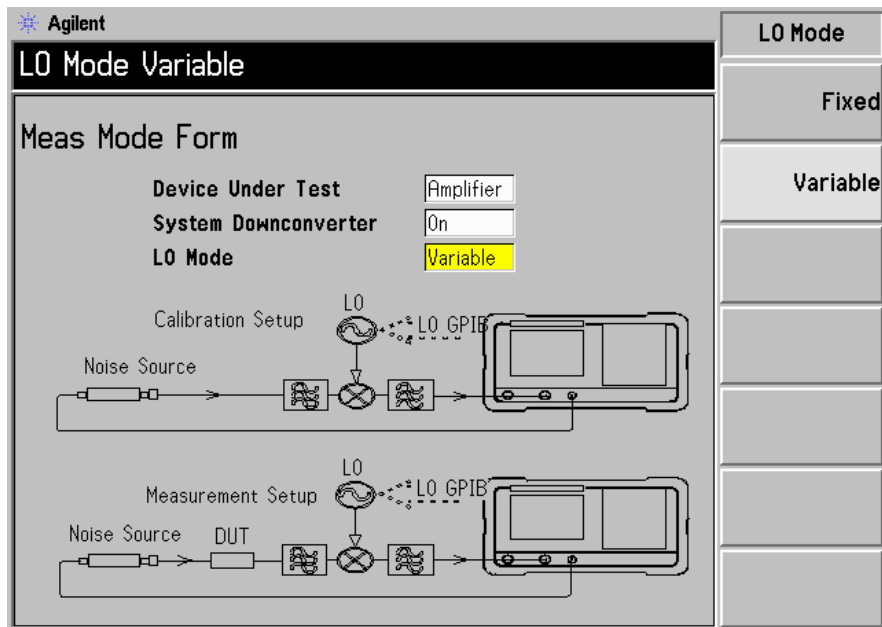 Agilent
LO Mode
LO Mode Variable
Fixed
Variable
Meas Mode Form
Device Under Test Amplifier
System Downconverter On
LO Mode Variable
LO
Calibration Setup
LO GPIB
Noise Source
LO
Measurement Setup
LO GPIB
Noise Source
DUT